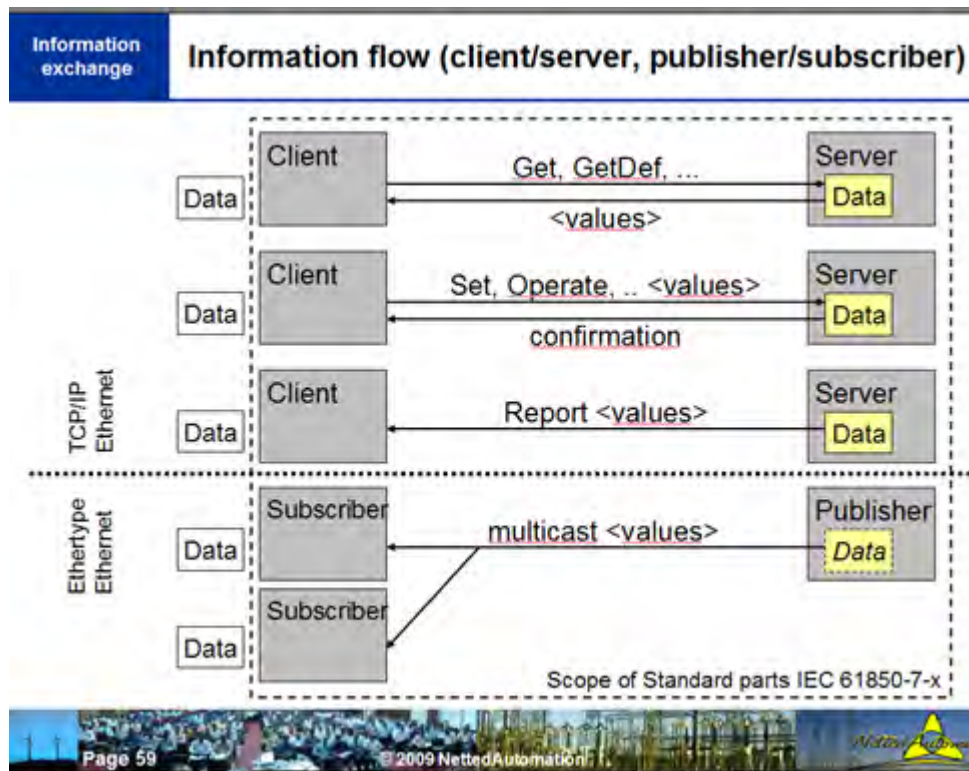 Information
exchange
Information flow (client/server, publisher/subscriber)
Client
Server
Get, GetDef, ...
Data
Data
<values>
Client
Server
Set, Operate, .. <values>
Data
Data
confirmation
TCP/IP
Ethernet
Client
Server
Report <values>
Data
Data
Ethertype
Ethernet
Subscriber
Publisher
multicast <values>
Data
Data
Subscriber
Data
Scope of Standard parts IEC 61850-7-x
Page 59
© 2009 NettedAutomation
NettedAutomation